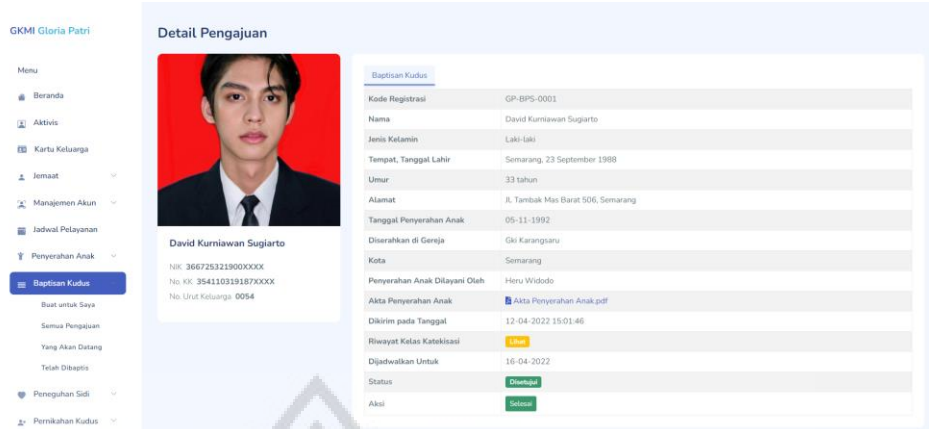 GKMI Gloria Patri
Menu
Beranda
Aktivis
Kartu Keluarga
Jemaat
Manajemen Akun
Jadwal Pelayanan
Penyerahan Anak
Baptisan Kudus
Buat untuk Saya
Semua Pengajuan
Yang Akan Datang
Telah Dibaptis
Peneguhan Sidi
Pernikahan Kudus
Detail Pengajuan
David Kurniawan Sugiarto
NIK. 366725321900XXXX
No. KK. 354110319187XXXX
No. Urut Keluarga. 0054
Baptisan Kudus
Kode Registrasi GP-BPS-0001
Nama David Kurniawan Sugiarto
Jenis Kelamin Laki-laki
Tempat, Tanggal Lahir Semarang, 23 September 1988
Umur 33 tahun
Alamat Jl. Tambak Mas Barat 506, Semarang
Tanggal Penyerahan Anak 05-11-1992
Diserahkan di Gereja Gki Karangsaru
Kota Semarang
Penyerahan Anak Dilayani Oleh Heru Widodo
Akta Penyerahan Anak Akta Penyerahan Anak.pdf
Dikirim pada Tanggal 12-04-2022 15:01:46
Riwayat Kelas Katekisasi Lihat
Dijadwalkan Untuk 16-04-2022
Status Disetujui
Aksi Selesai